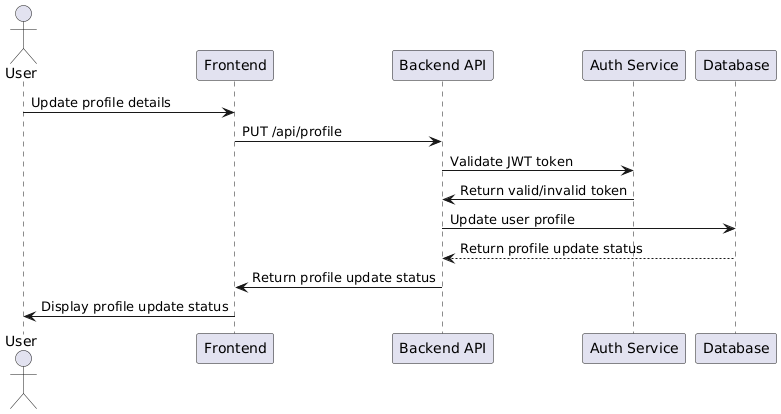 User
Frontend
Backend API
Auth Service
Database
Update profile details
PUT /api/profile
Validate JWT token
Return valid/invalid token
Update user profile
Return profile update status
Return profile update status
Display profile update status
User
Frontend
Backend API
Auth Service
Database